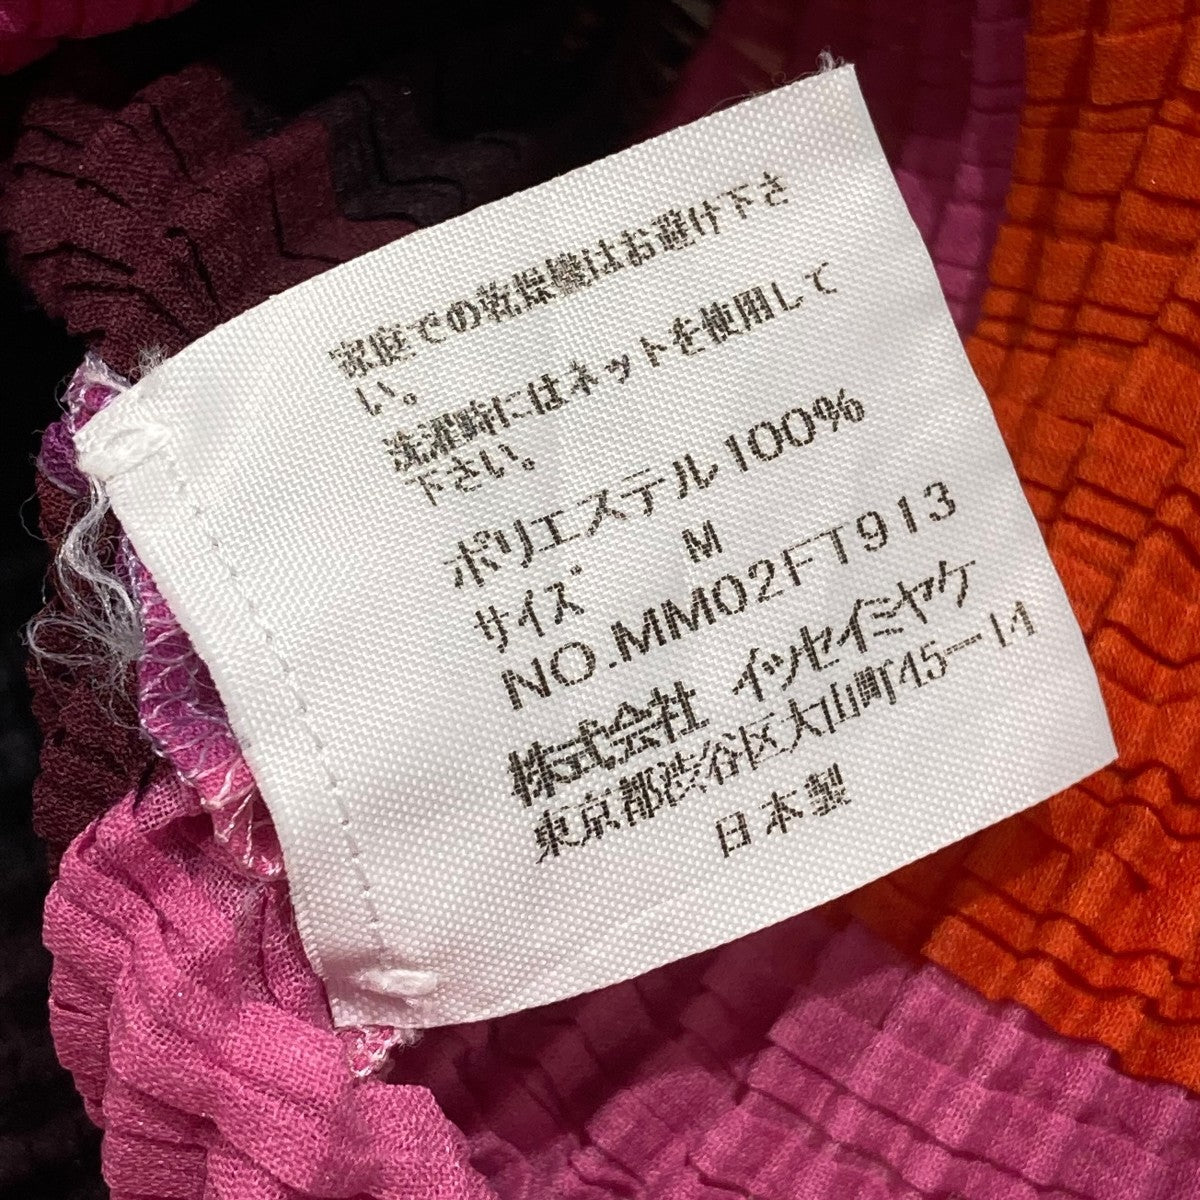 家庭での乾燥機はお避け下さ
い。
洗濯時にはネットを使用して
下さい。
ポリエステル100%
サイズ M
NO.MM02FT913
株式会社 イッセイミヤケ
東京都渋谷区大山町45-14
日本製